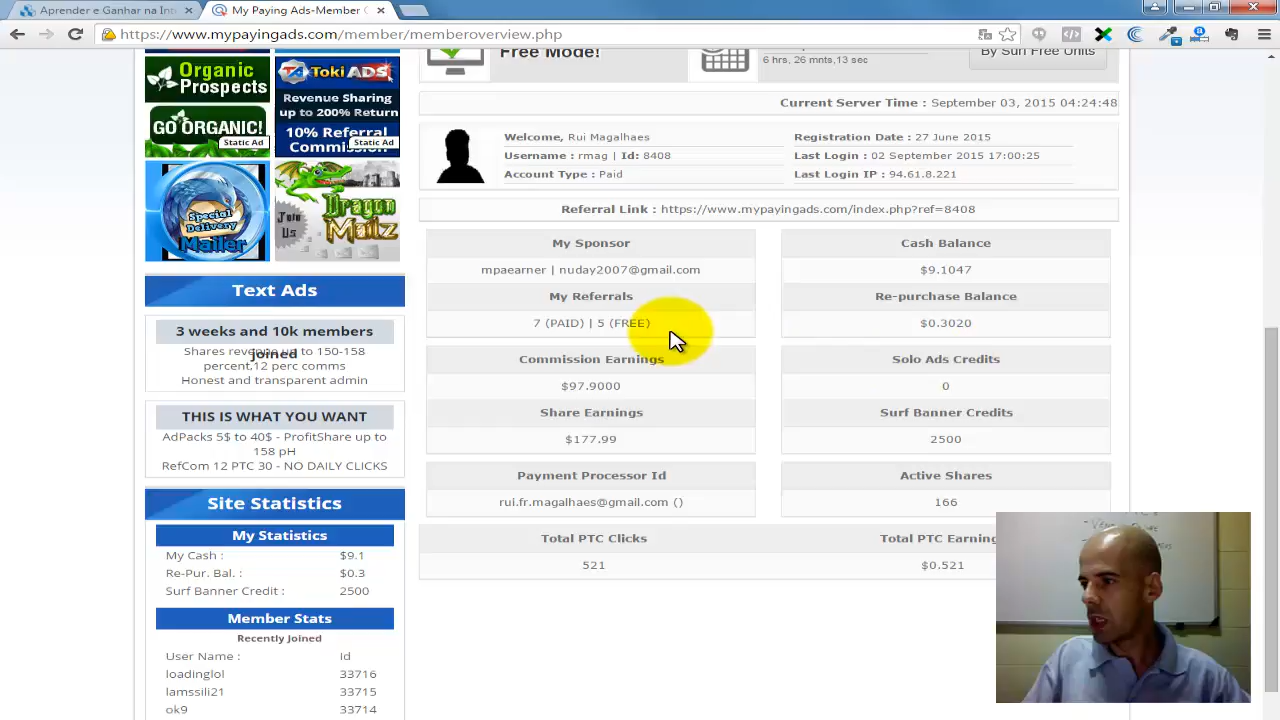 Aprender e Ganhar na Int
My Paying Ads-Member
https://www.mypayingads.com/member/memberoverview.php
Free Mode!
6 hrs, 26 mnts,13 sec
By Surf Free Units
Organic
Prospects
GO ORGANIC!
Static Ad
Toki ADS
Revenue Sharing
up to 200% Return
10% Referral
Commission
Static Ad
Special
Delivery
Mailer
Join
Us
Dragon
Mailz
Current Server Time : September 03, 2015 04:24:48
Welcome, Rui Magalhaes
Username : rmag | Id: 8408
Account Type : Paid
Registration Date : 27 June 2015
Last Login : 02 September 2015 17:00:25
Last Login IP : 94.61.8.221
Referral Link : https://www.mypayingads.com/index.php?ref=8408
My Sponsor
mpaearner | nuday2007@gmail.com
My Referrals
7 (PAID) | 5 (FREE)
Commission Earnings
$97.9000
Share Earnings
$177.99
Payment Processor Id
rui.fr.magalhaes@gmail.com ()
Cash Balance
$9.1047
Re-purchase Balance
$0.3020
Solo Ads Credits
0
Surf Banner Credits
2500
Active Shares
166
Total PTC Clicks
521
Total PTC Earning
$0.521
Text Ads
3 weeks and 10k members
joined
Shares revenue up to 150-158
percent,12 perc comms
Honest and transparent admin
THIS IS WHAT YOU WANT
AdPacks 5$ to 40$ - ProfitShare up to
158 pH
RefCom 12 PTC 30 - NO DAILY CLICKS
Site Statistics
My Statistics
My Cash : $9.1
Re-Pur. Bal. : $0.3
Surf Banner Credit : 2500
Member Stats
Recently Joined
User Name : Id
loadinglol 33716
lamssili21 33715
ok9 33714